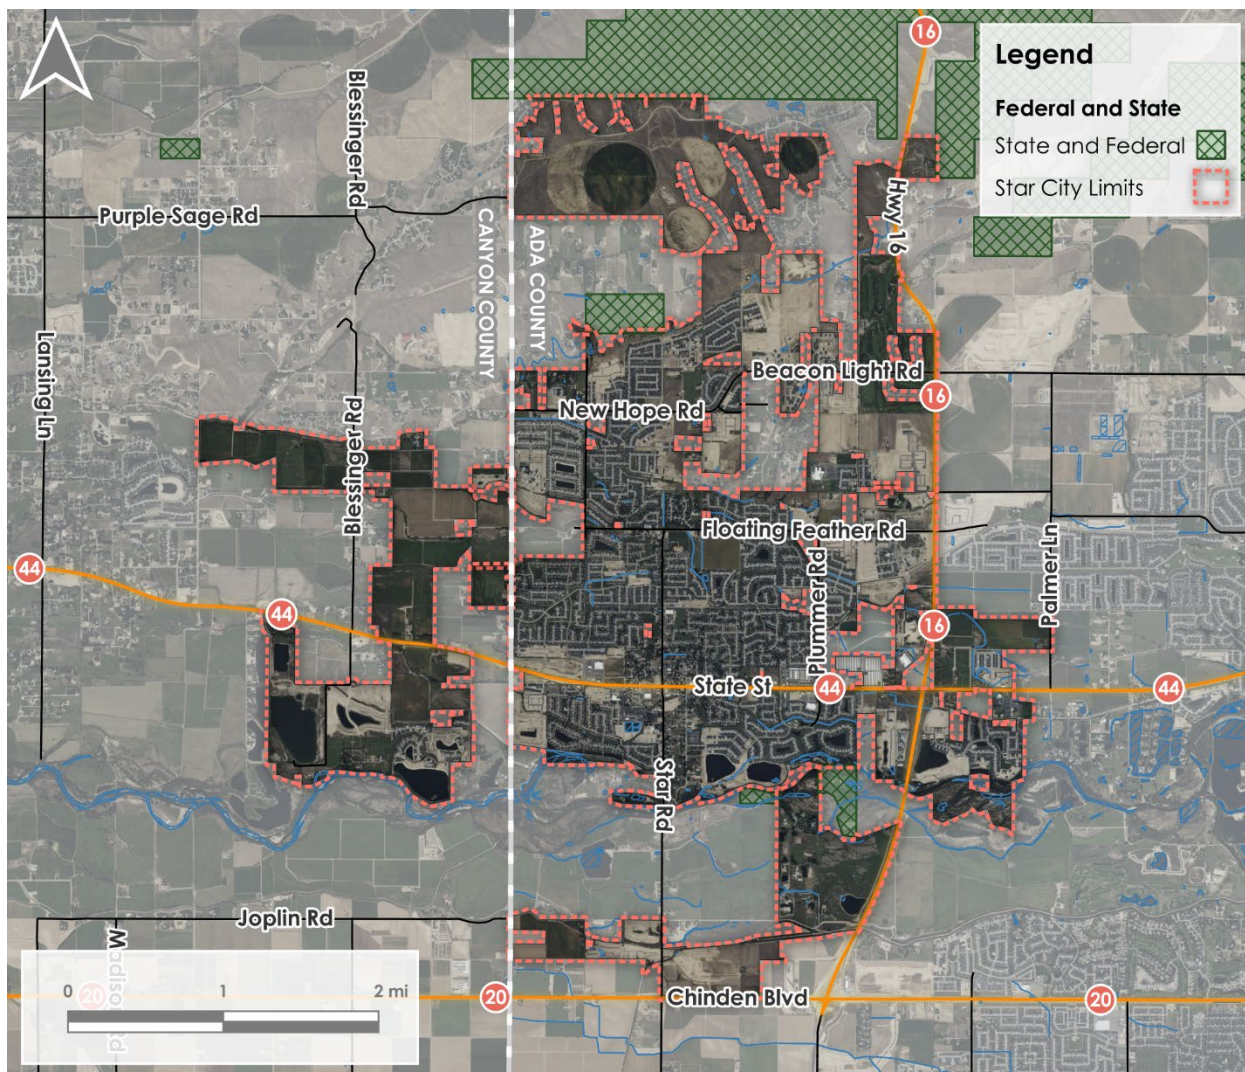 16
Legend
Federal and State
State and Federal
Star City Limits
Blessinger Rd
Purple Sage Rd
CANYON COUNTY
ADA COUNTY
Hwy 16
Lansing Ln
Beacon Light Rd
16
New Hope Rd
Blessinger Rd
Floating Feather Rd
44
44
Plummer Rd
16
Palmer Ln
State St
44
44
Star Rd
Joplin Rd
0
1
2 mi
20
20
Chinden Blvd
20